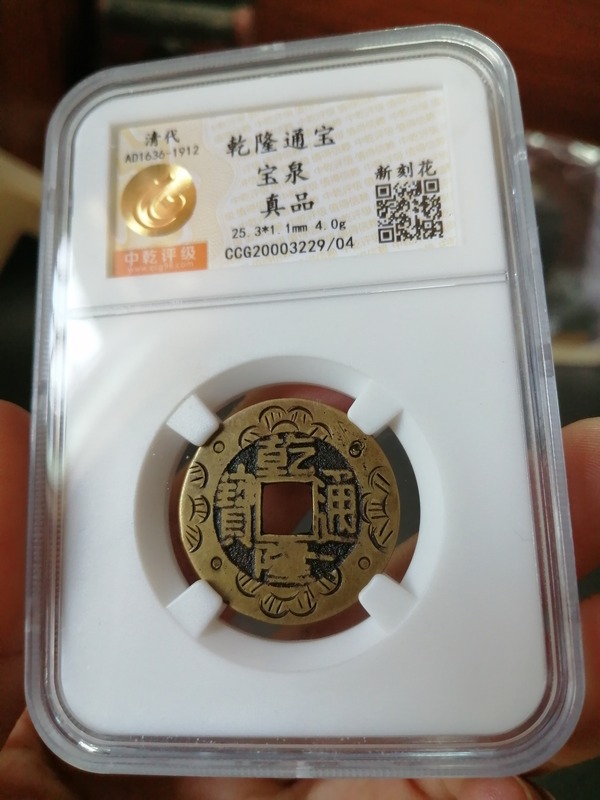 清代
AD1636-1912
乾隆通宝
宝泉
真品
25.3*1.1mm 4.0g
CCG20003229/04
新刻花
中乾评级
乾隆通寶